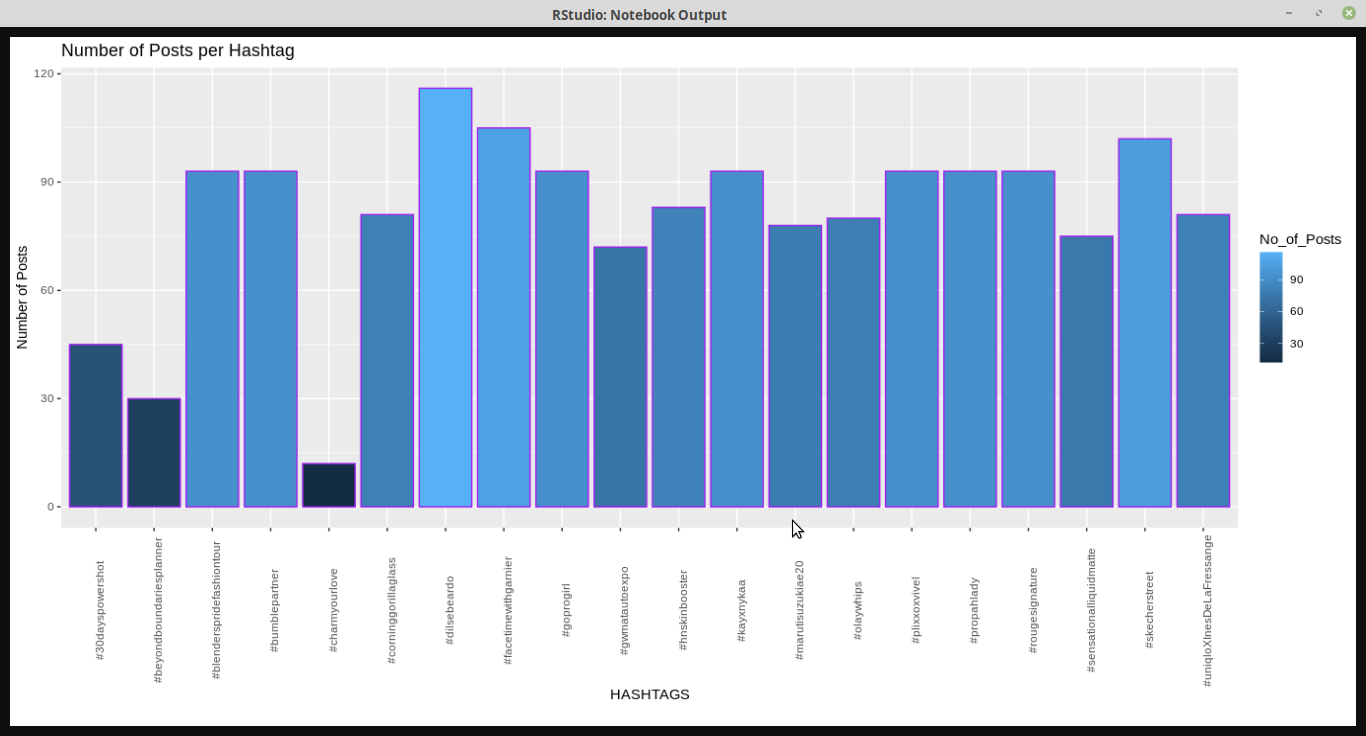 RStudio: Notebook Output
Number of Posts per Hashtag
120
90
60
30
0
Number of Posts
#30dayspowershot
#beyondboundariesplanner
#blenderspridefashiontour
#bumblepartner
#charmyourlove
#corninggorillaglass
#dilsebeardo
#facetimewithgarnier
#goprogirl
#gwmatautoexpo
#hnskinbooster
#kayxnykaa
#marutisuzukiae20
#olaywhips
#plixxoxvivel
#propahlady
#rougesignature
#sensationalliquidmatte
#skecherstreet
#uniqloXInesDeLaFressange
HASHTAGS
No_of_Posts
90
60
30